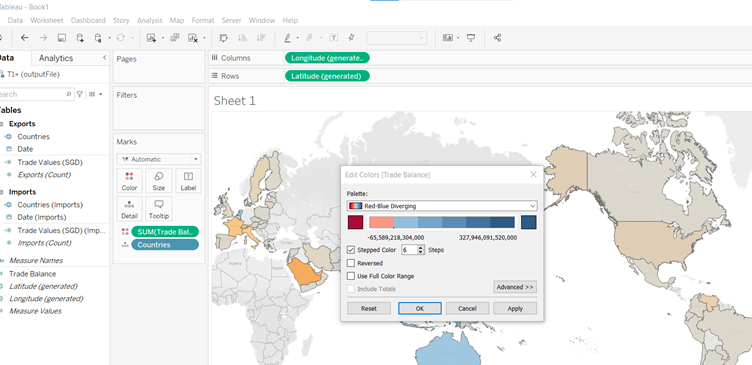 Tableau - Book1
Data Worksheet Dashboard Story Analysis Map Format Server Window Help
Data Analytics
T1+ (outputFile)
Search
Tables
Exports
Countries
Date
Trade Values (SGD)
Exports (Count)
Imports
Countries (Imports)
Date (Imports)
Trade Values (SGD) (Imp...
Imports (Count)
Measure Names
Trade Balance
Latitude (generated)
Longitude (generated)
Measure Values
Pages
Filters
Marks
Automatic
Color Size Label
Detail Tooltip
SUM(Trade Bal..
Countries
Columns Longitude (generate..
Rows Latitude (generated)
Sheet 1
Edit Colors [Trade Balance]
Palette:
Red-Blue Diverging
-65,589,218,304,000 327,946,091,520,000
Stepped Color 6 Steps
Reversed
Use Full Color Range
Include Totals
Advanced >>
Reset OK Cancel Apply